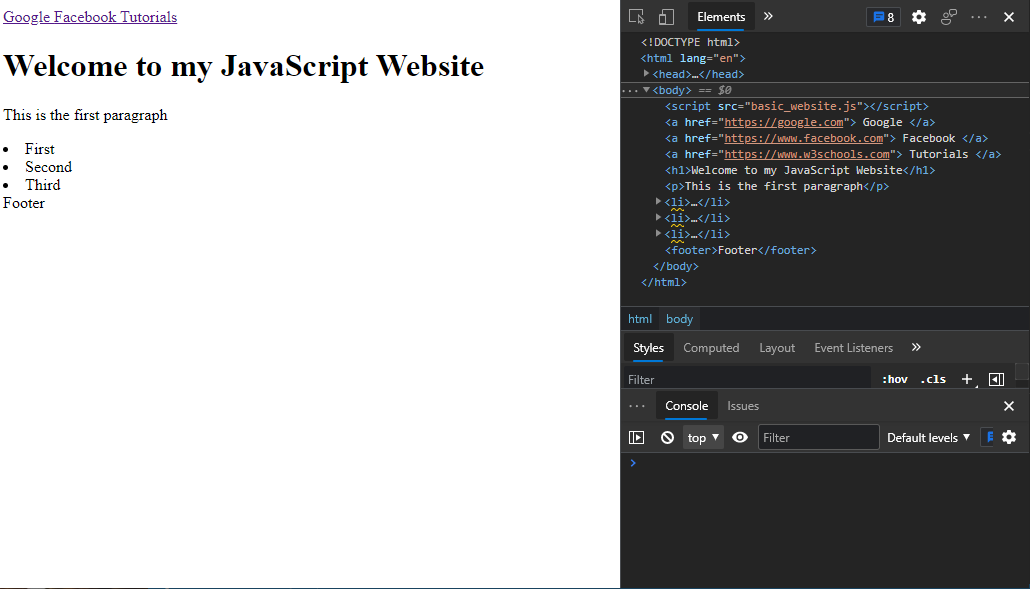 Google Facebook Tutorials
Welcome to my JavaScript Website
This is the first paragraph
First
Second
Third
Footer
Elements
8
<!DOCTYPE html>
<html lang="en">
<head>…</head>
<body> == $0
<script src="basic_website.js"></script>
<a href="https://google.com"> Google </a>
<a href="https://www.facebook.com"> Facebook </a>
<a href="https://www.w3schools.com"> Tutorials </a>
<h1>Welcome to my JavaScript Website</h1>
<p>This is the first paragraph</p>
<li>…</li>
<li>…</li>
<li>…</li>
<footer>Footer</footer>
</body>
</html>
html body
Styles Computed Layout Event Listeners
Filter :hov .cls +
Console Issues
top Filter Default levels